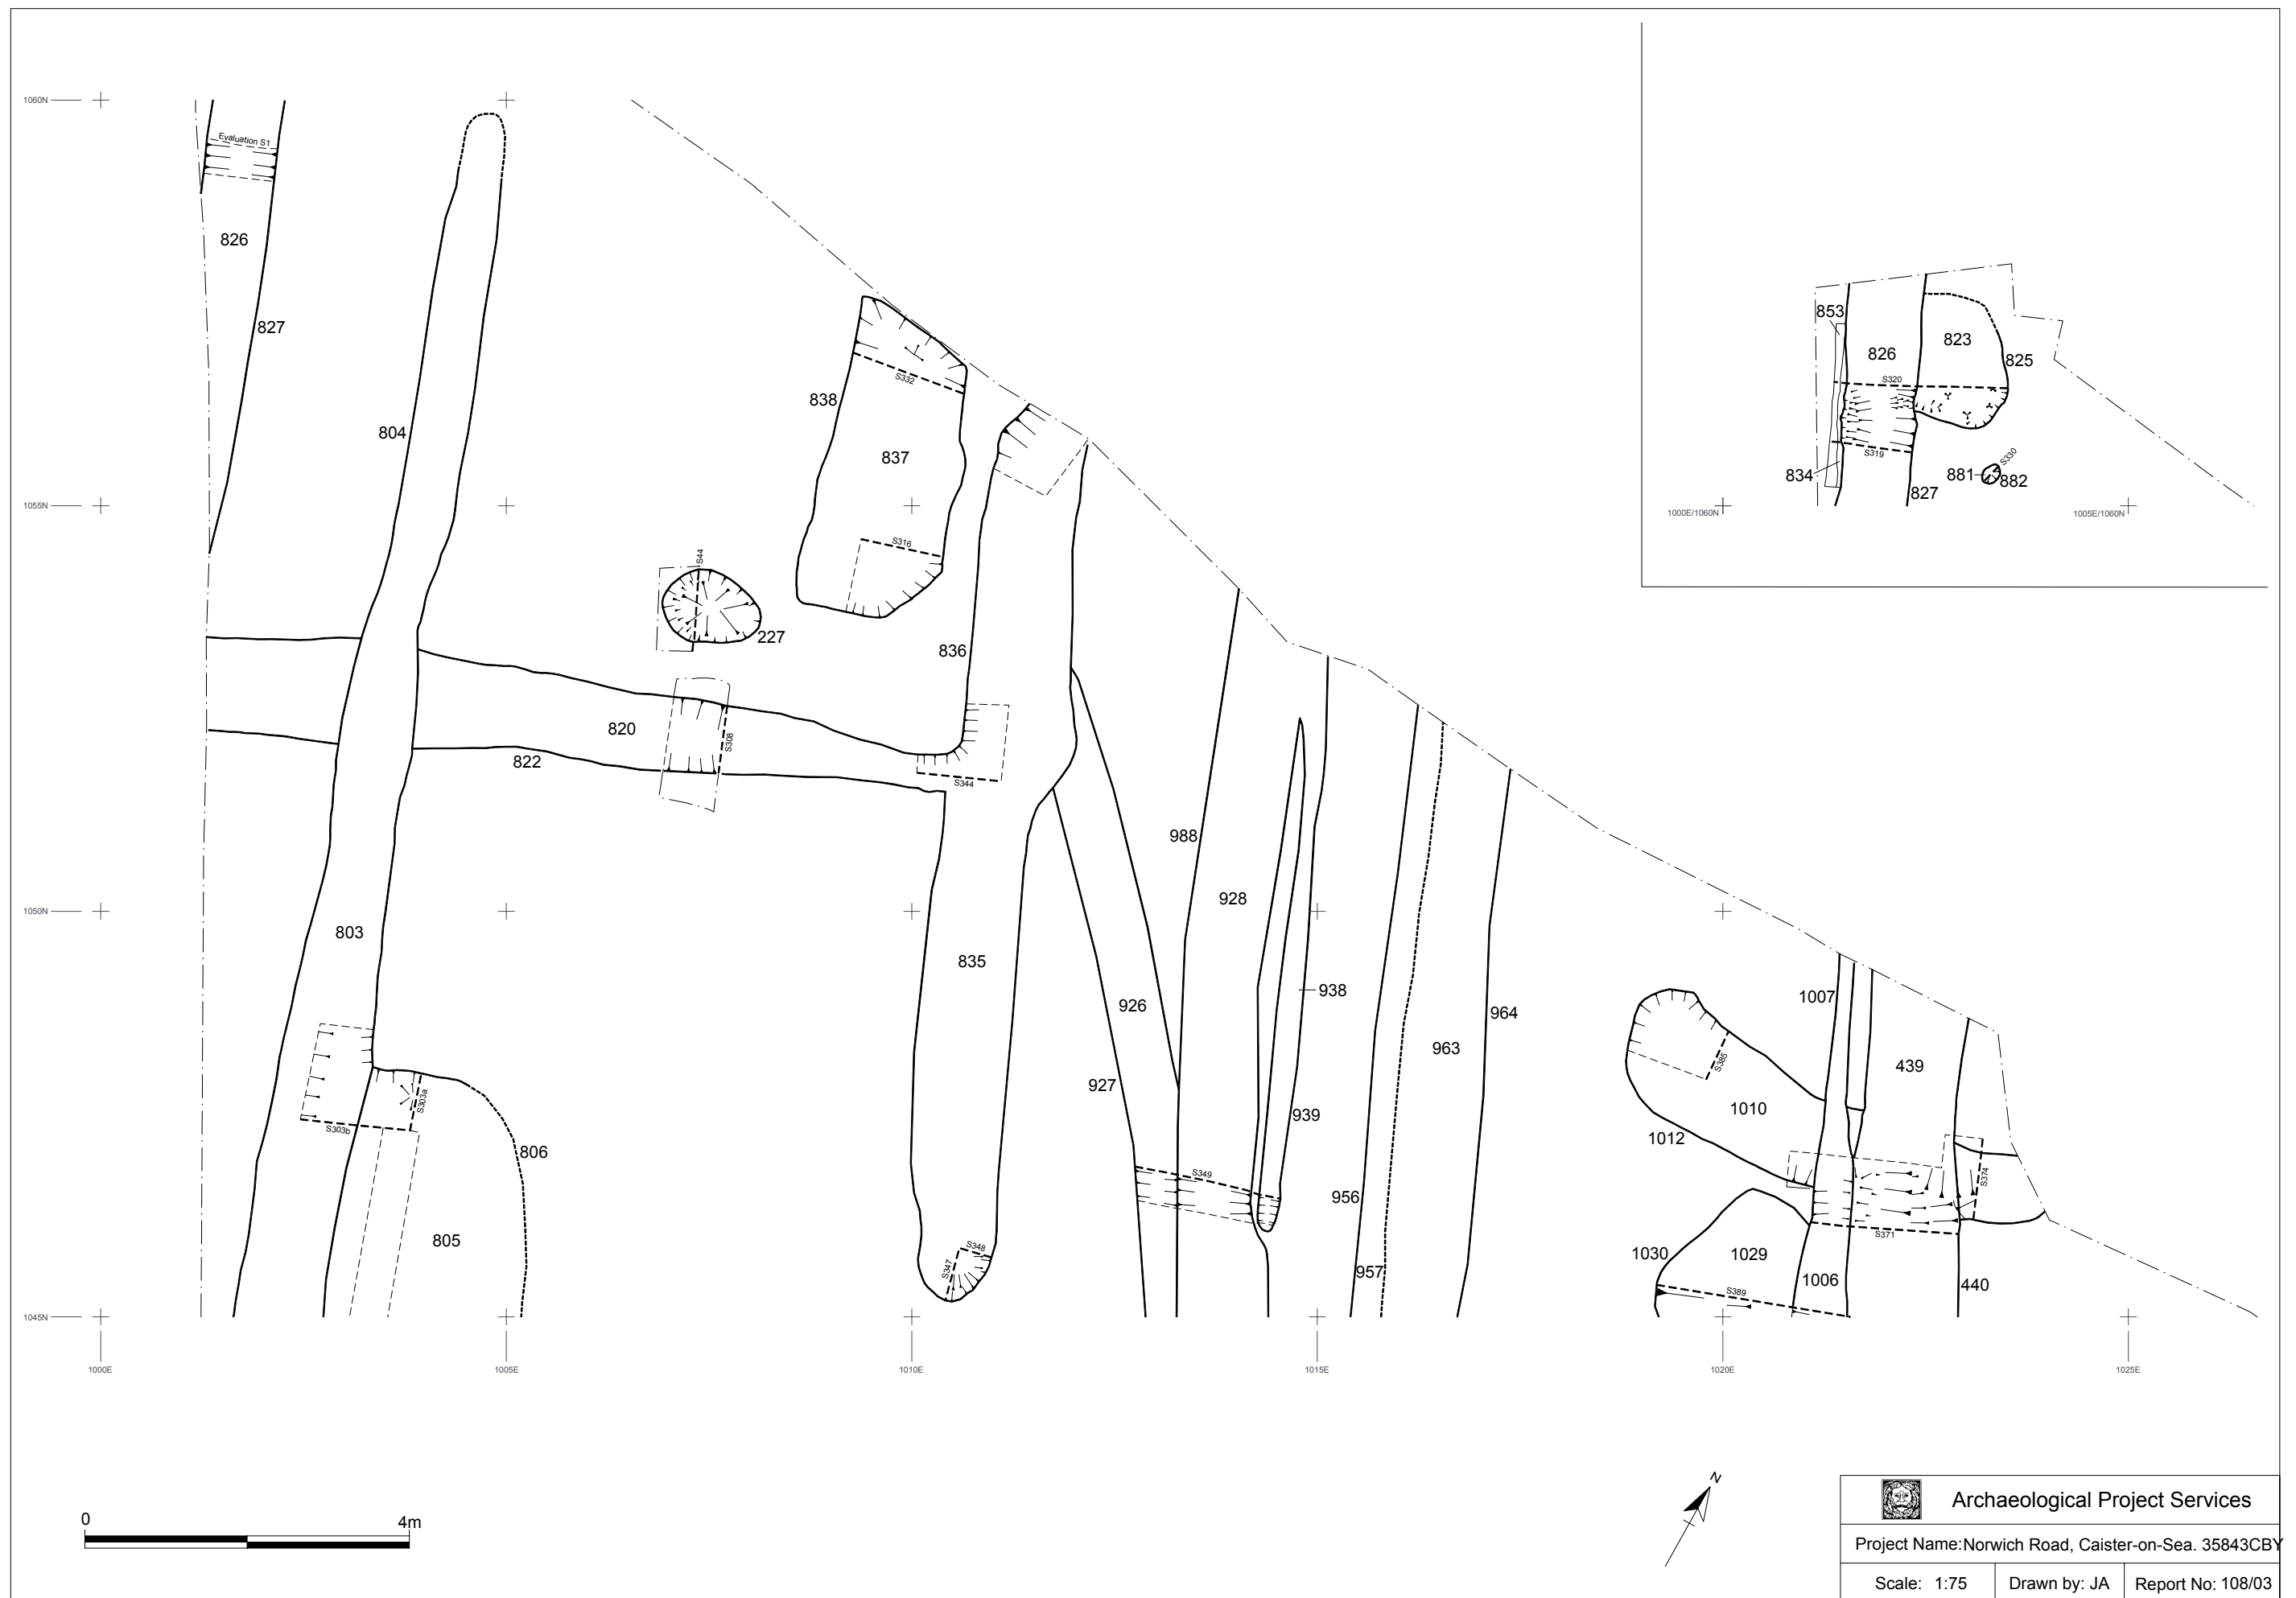 1060N
Evaluation S1
826
827
804
853
823
826
825
S320
S319
834
827
881
882
S330
1000E/1060N
1005E/1060N
S332
838
837
1055N
S316
S44
227
836
820
S308
822
S344
988
928
1050N
803
835
938
926
964
1007
963
439
927
S385
S303a
S303b
939
1010
1012
806
S349
S374
956
805
S371
S348
S347
1030
1029
957
1006
440
S389
1045N
1000E
1005E
1010E
1015E
1020E
1025E
N
0
4m
Archaeological Project Services
Project Name:Norwich Road, Caister-on-Sea. 35843CBY
Scale: 1:75
Drawn by: JA
Report No: 108/03